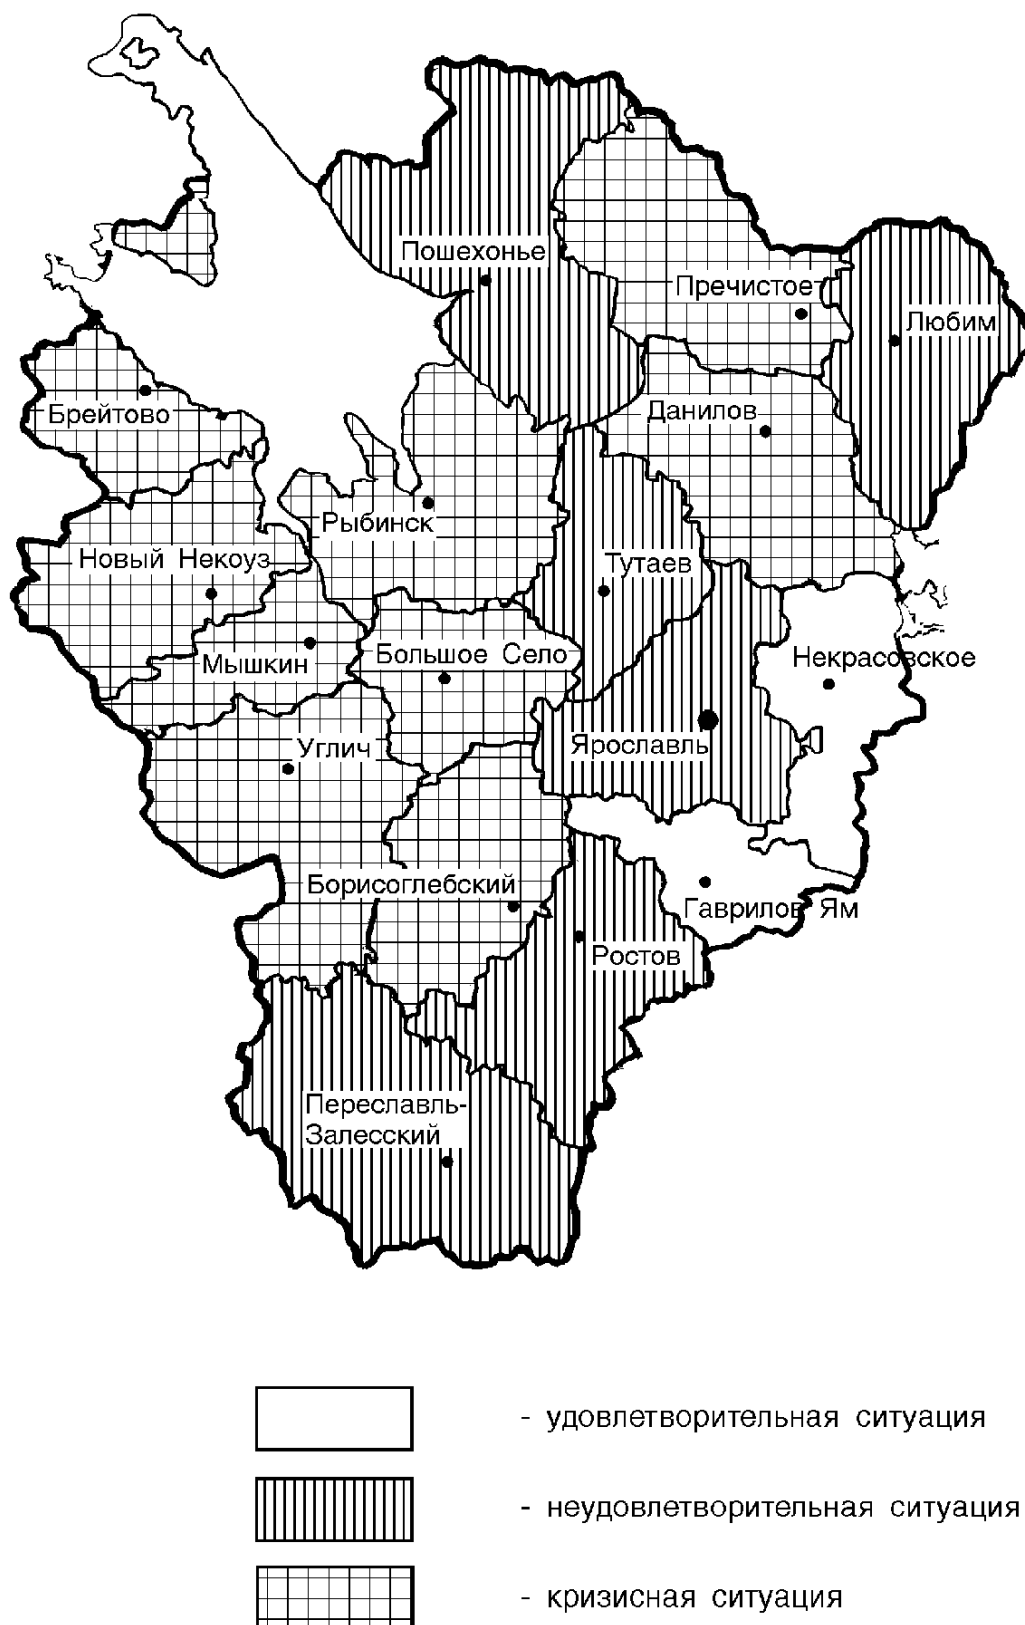 Пошехонье
Пречистое
Любим
Брейтово
Данилов
Рыбинск
Новый Некоуз
Тутаев
Мышкин
Большое Село
Некрасовское
Углич
Ярославль
Борисоглебский
Гаврилов Ям
Ростов
Переславль-
Залесский
- удовлетворительная ситуация
- неудовлетворительная ситуация
- кризисная ситуация